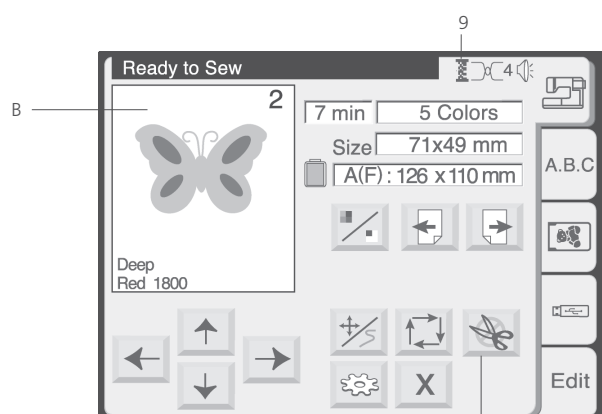 9
Ready to Sew
4
B
2
7 min
5 Colors
Size
71x49 mm
A(F) : 126 x 110 mm
A.B.C
Deep
Red 1800
X
Edit